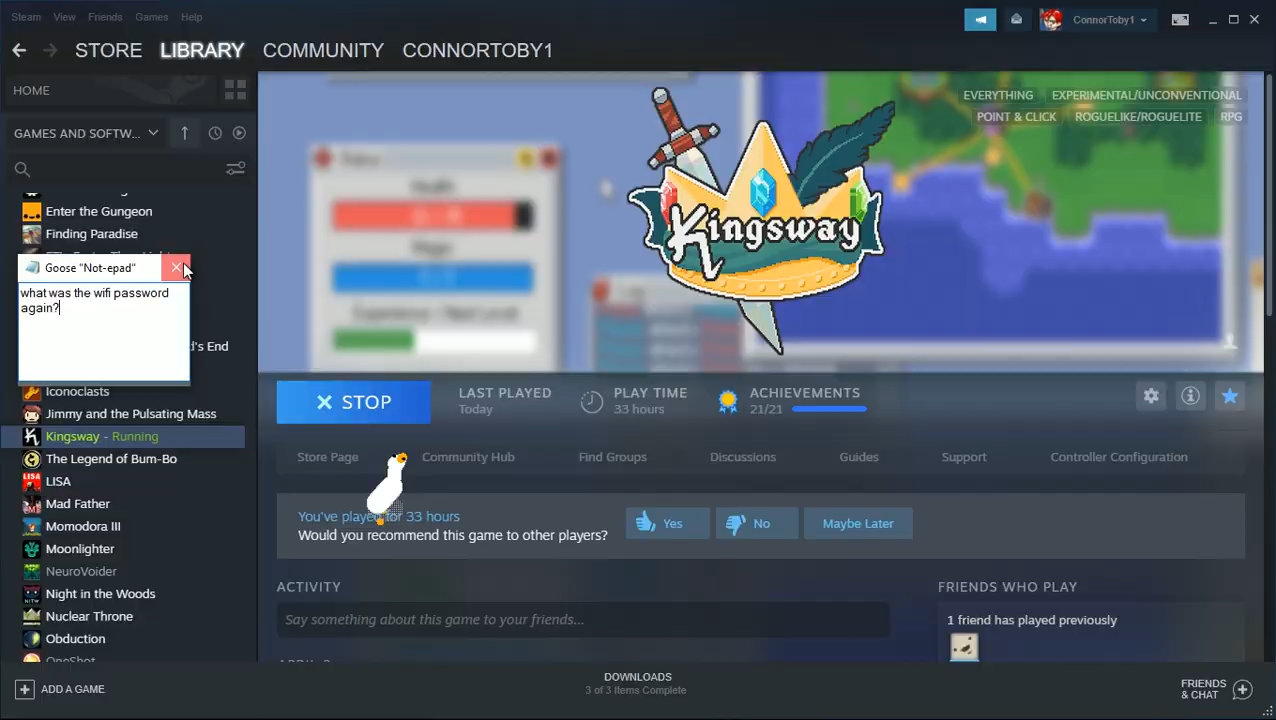 Steam View Friends Games Help
ConnorToby1
STORE LIBRARY COMMUNITY CONNORTOBY1
HOME
GAMES AND SOFTW...
Enter the Gungeon
Finding Paradise
Goose "Not-epad"
what was the wifi password
again?
d's End
Iconoclasts
Jimmy and the Pulsating Mass
Kingsway - Running
The Legend of Bum-Bo
LISA
Mad Father
Momodora III
Moonlighter
NeuroVoider
Night in the Woods
Nuclear Throne
Obduction
OneShot
ADD A GAME
EVERYTHING EXPERIMENTAL/UNCONVENTIONAL
POINT & CLICK ROGUELIKE/ROGUELITE RPG
Kingsway
Health
Experience / Next Level
STOP
LAST PLAYED
Today
PLAY TIME
33 hours
ACHIEVEMENTS
21/21
Store Page Community Hub Find Groups Discussions Guides Support Controller Configuration
You've played for 33 hours
Would you recommend this game to other players?
Yes No Maybe Later
ACTIVITY
Say something about this game to your friends...
FRIENDS WHO PLAY
1 friend has played previously
DOWNLOADS
3 of 3 Items Complete
FRIENDS
& CHAT